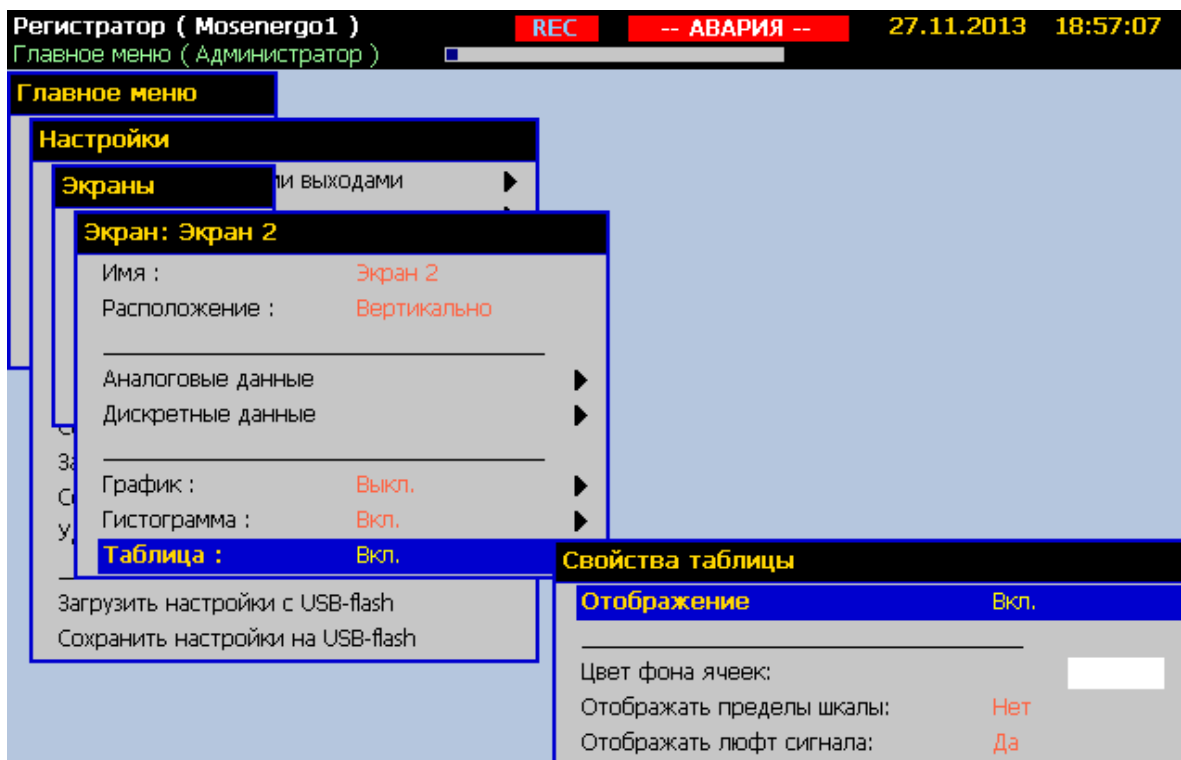 Регистратор ( Mosenergo1 ) REC -- АВАРИЯ -- 27.11.2013 18:57:07
Главное меню ( Администратор )
Главное меню
Настройки
Экраны
выходами
Экран: Экран 2
Имя : Экран 2
Расположение : Вертикально
Аналоговые данные
Дискретные данные
График : Выкл.
Гистограмма : Вкл.
Таблица : Вкл.
Свойства таблицы
Загрузить настройки с USB-flash
Отображение Вкл.
Сохранить настройки на USB-flash
Цвет фона ячеек:
Отображать пределы шкалы: Нет
Отображать люфт сигнала: Да